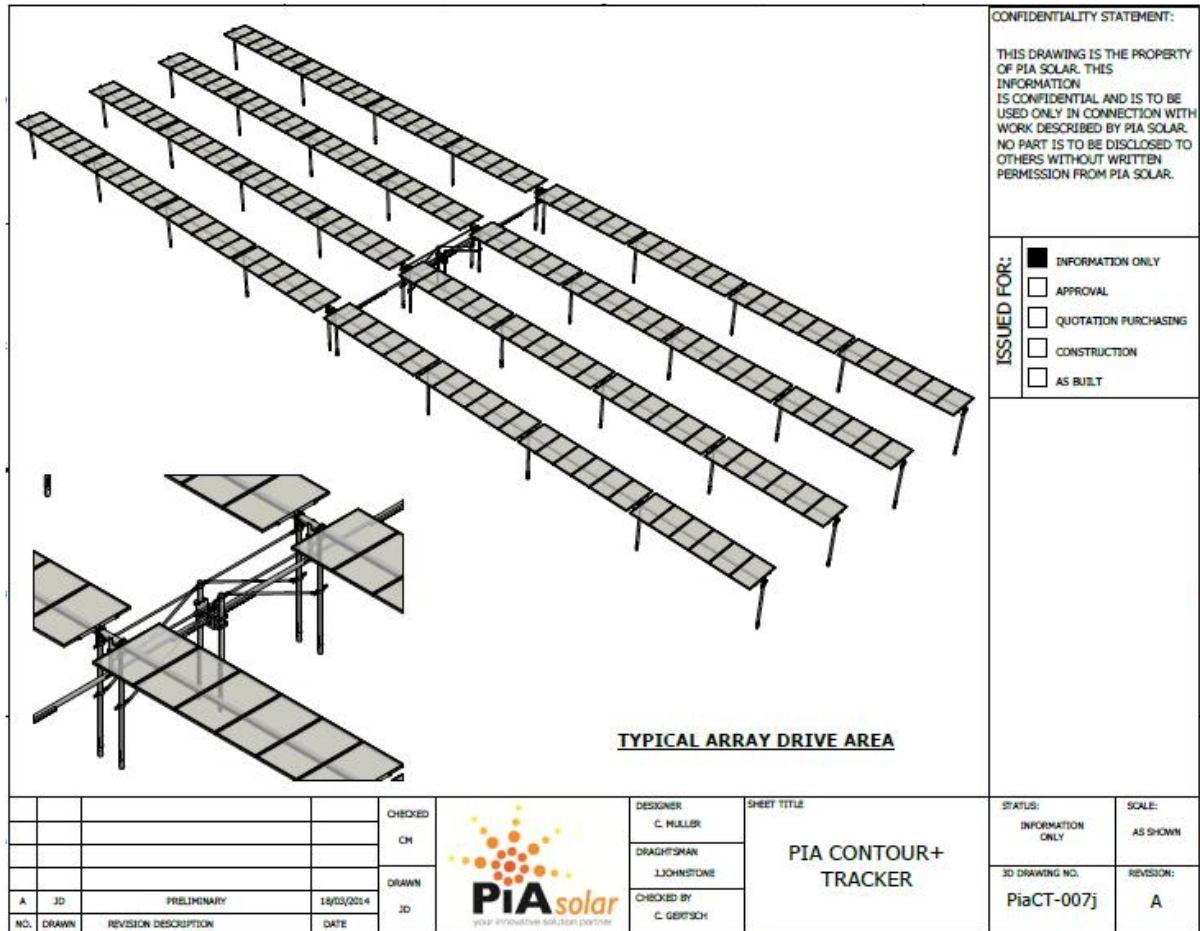 CONFIDENTIALITY STATEMENT:
THIS DRAWING IS THE PROPERTY
OF PIA SOLAR. THIS
INFORMATION
IS CONFIDENTIAL AND IS TO BE
USED ONLY IN CONNECTION WITH
WORK DESCRIBED BY PIA SOLAR.
NO PART IS TO BE DISCLOSED TO
OTHERS WITHOUT WRITTEN
PERMISSION FROM PIA SOLAR.
ISSUED FOR:
INFORMATION ONLY
APPROVAL
QUOTATION PURCHASING
CONSTRUCTION
AS BUILT
TYPICAL ARRAY DRIVE AREA
A JD PRELIMINARY 18/03/2014
NO. DRAWN REVISION DESCRIPTION DATE
CHECKED
CM
DRAWN
JD
PiA solar
your innovative solution partner
DESIGNER
C. MULLER
DRAGHTSMAN
J.JOHNSTONE
CHECKED BY
C. GERTSCH
SHEET TITLE
PIA CONTOUR+
TRACKER
STATUS:
INFORMATION
ONLY
SCALE:
AS SHOWN
3D DRAWING NO.
PiaCT-007j
REVISION:
A